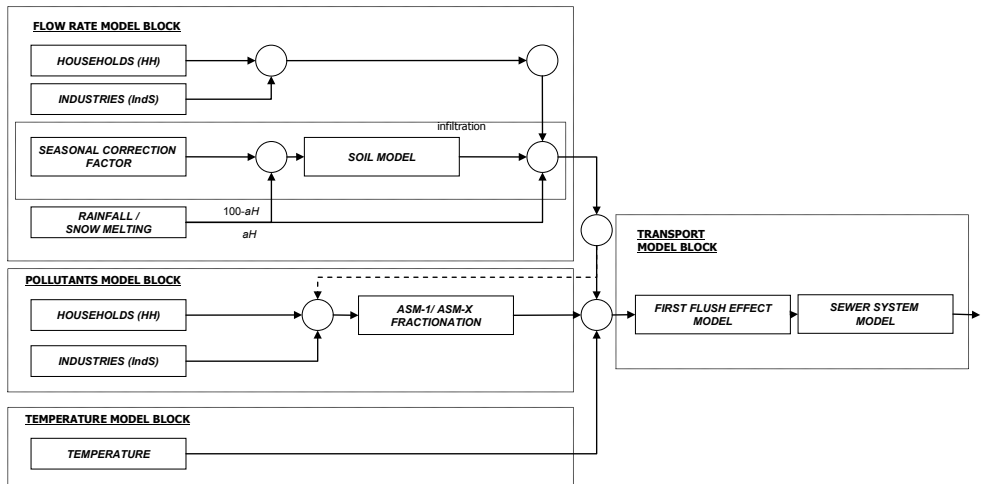 FLOW RATE MODEL BLOCK
HOUSEHOLDS (HH)
INDUSTRIES (IndS)
infiltration
SEASONAL CORRECTION
FACTOR
SOIL MODEL
RAINFALL /
SNOW MELTING
100-aH
aH
TRANSPORT
MODEL BLOCK
FIRST FLUSH EFFECT
MODEL
SEWER SYSTEM
MODEL
POLLUTANTS MODEL BLOCK
HOUSEHOLDS (HH)
ASM-1/ ASM-X
FRACTIONATION
INDUSTRIES (IndS)
TEMPERATURE MODEL BLOCK
TEMPERATURE